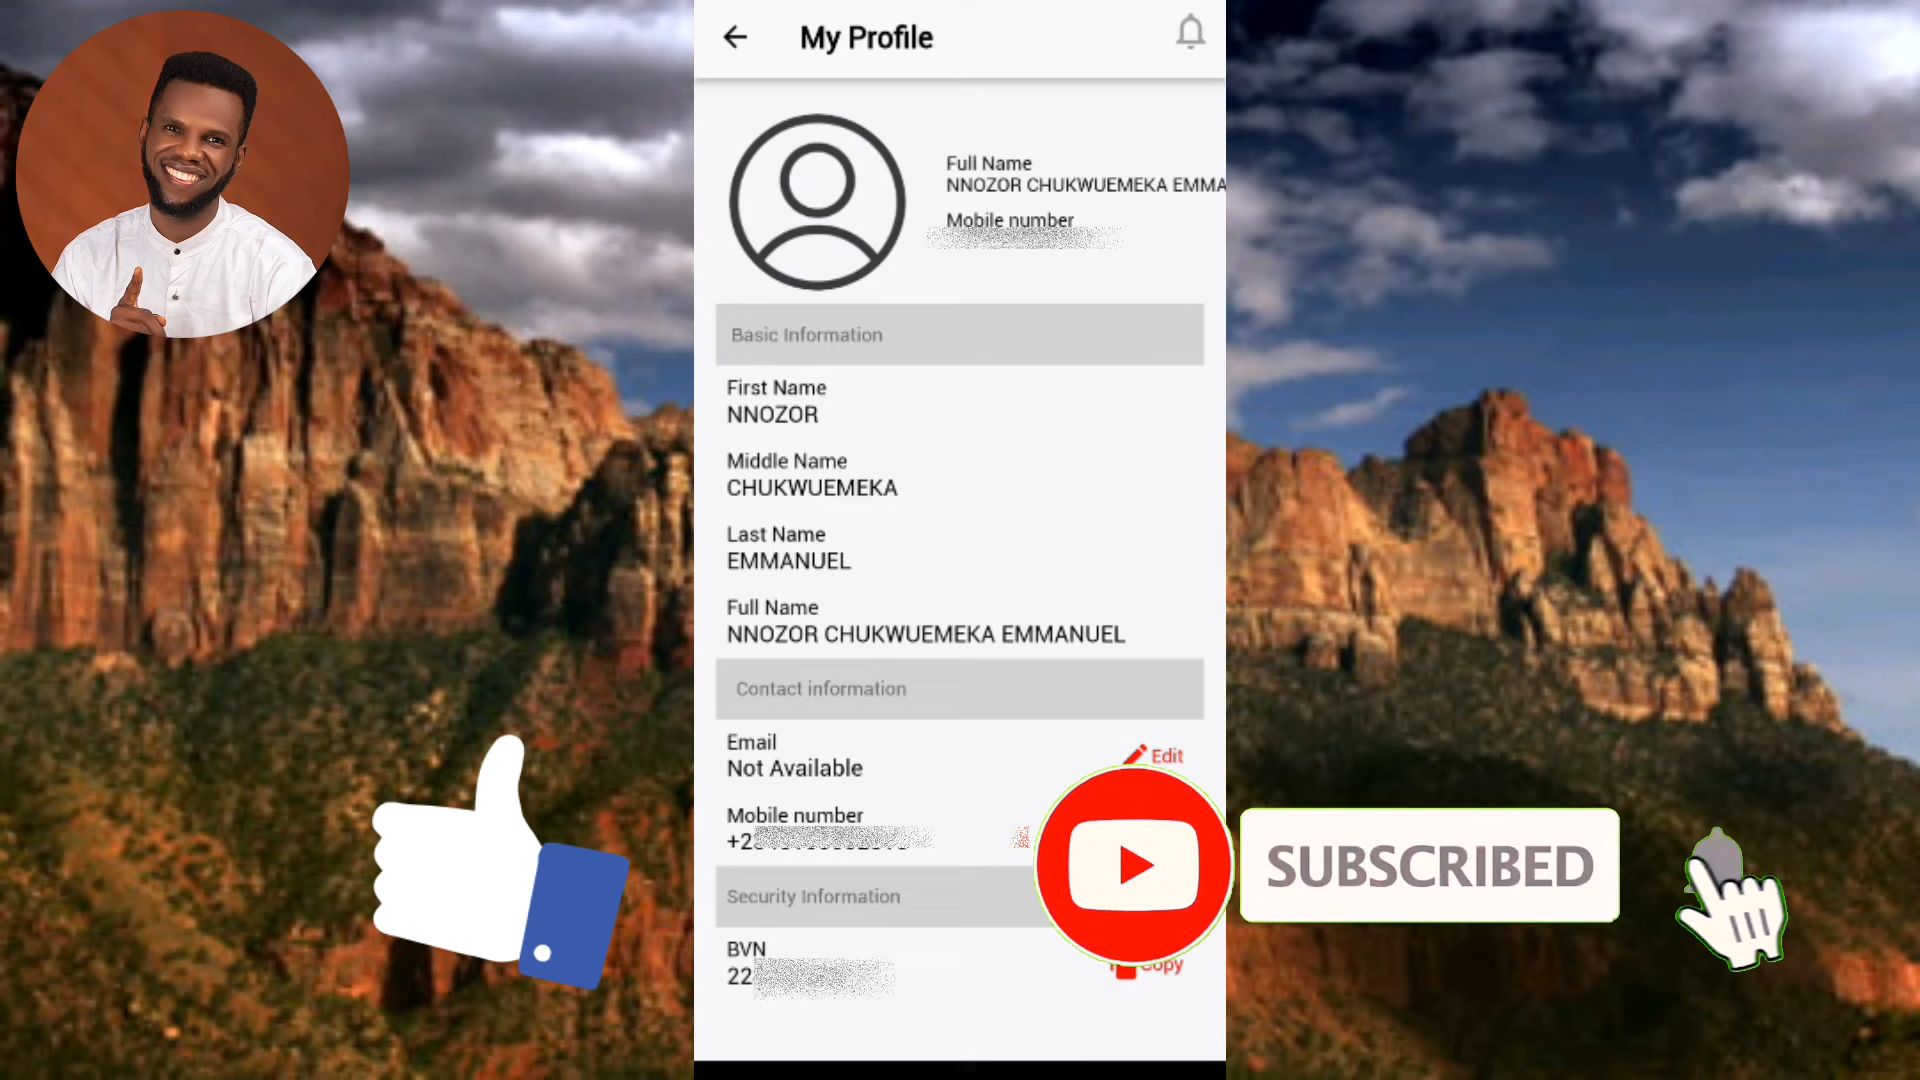 My Profile
Full Name
NNOZOR CHUKWUEMEKA EMMA
Mobile number
Basic Information
First Name
NNOZOR
Middle Name
CHUKWUEMEKA
Last Name
EMMANUEL
Full Name
NNOZOR CHUKWUEMEKA EMMANUEL
Contact information
Email
Not Available
Edit
Mobile number
+2
Security Information
SUBSCRIBED
BVN
22
Copy